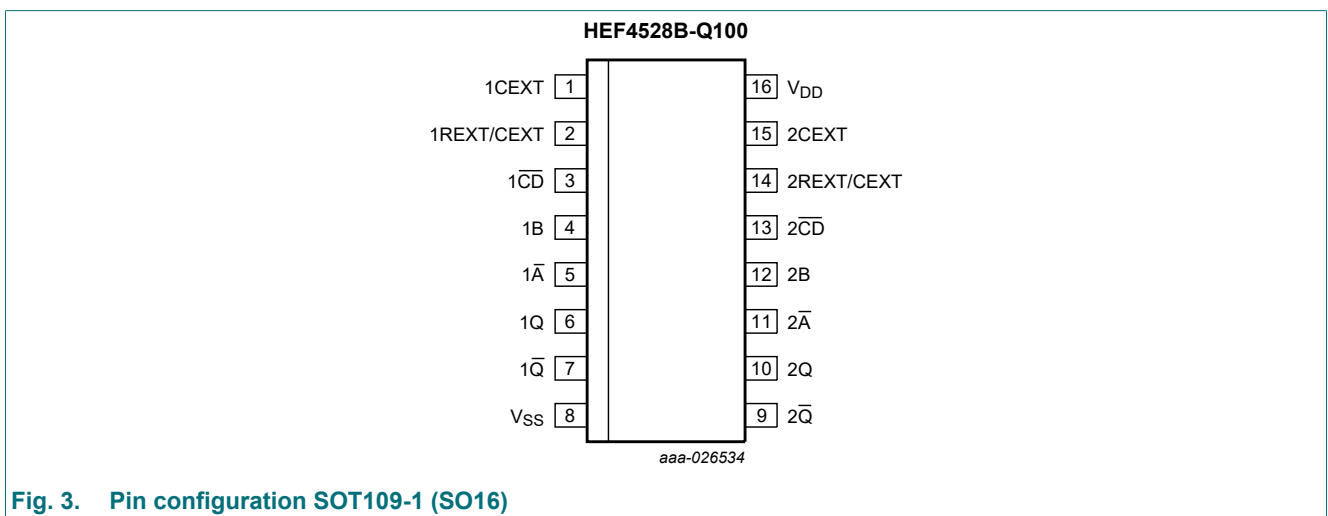 HEF4528B-Q100
1CEXT 1 16 VDD
1REXT/CEXT 2 15 2CEXT
1C̅D̅ 3 14 2REXT/CEXT
1B 4 13 2C̅D̅
1A̅ 5 12 2B
1Q 6 11 2A̅
1Q̅ 7 10 2Q
VSS 8 9 2Q̅
aaa-026534
Fig. 3. Pin configuration SOT109-1 (SO16)